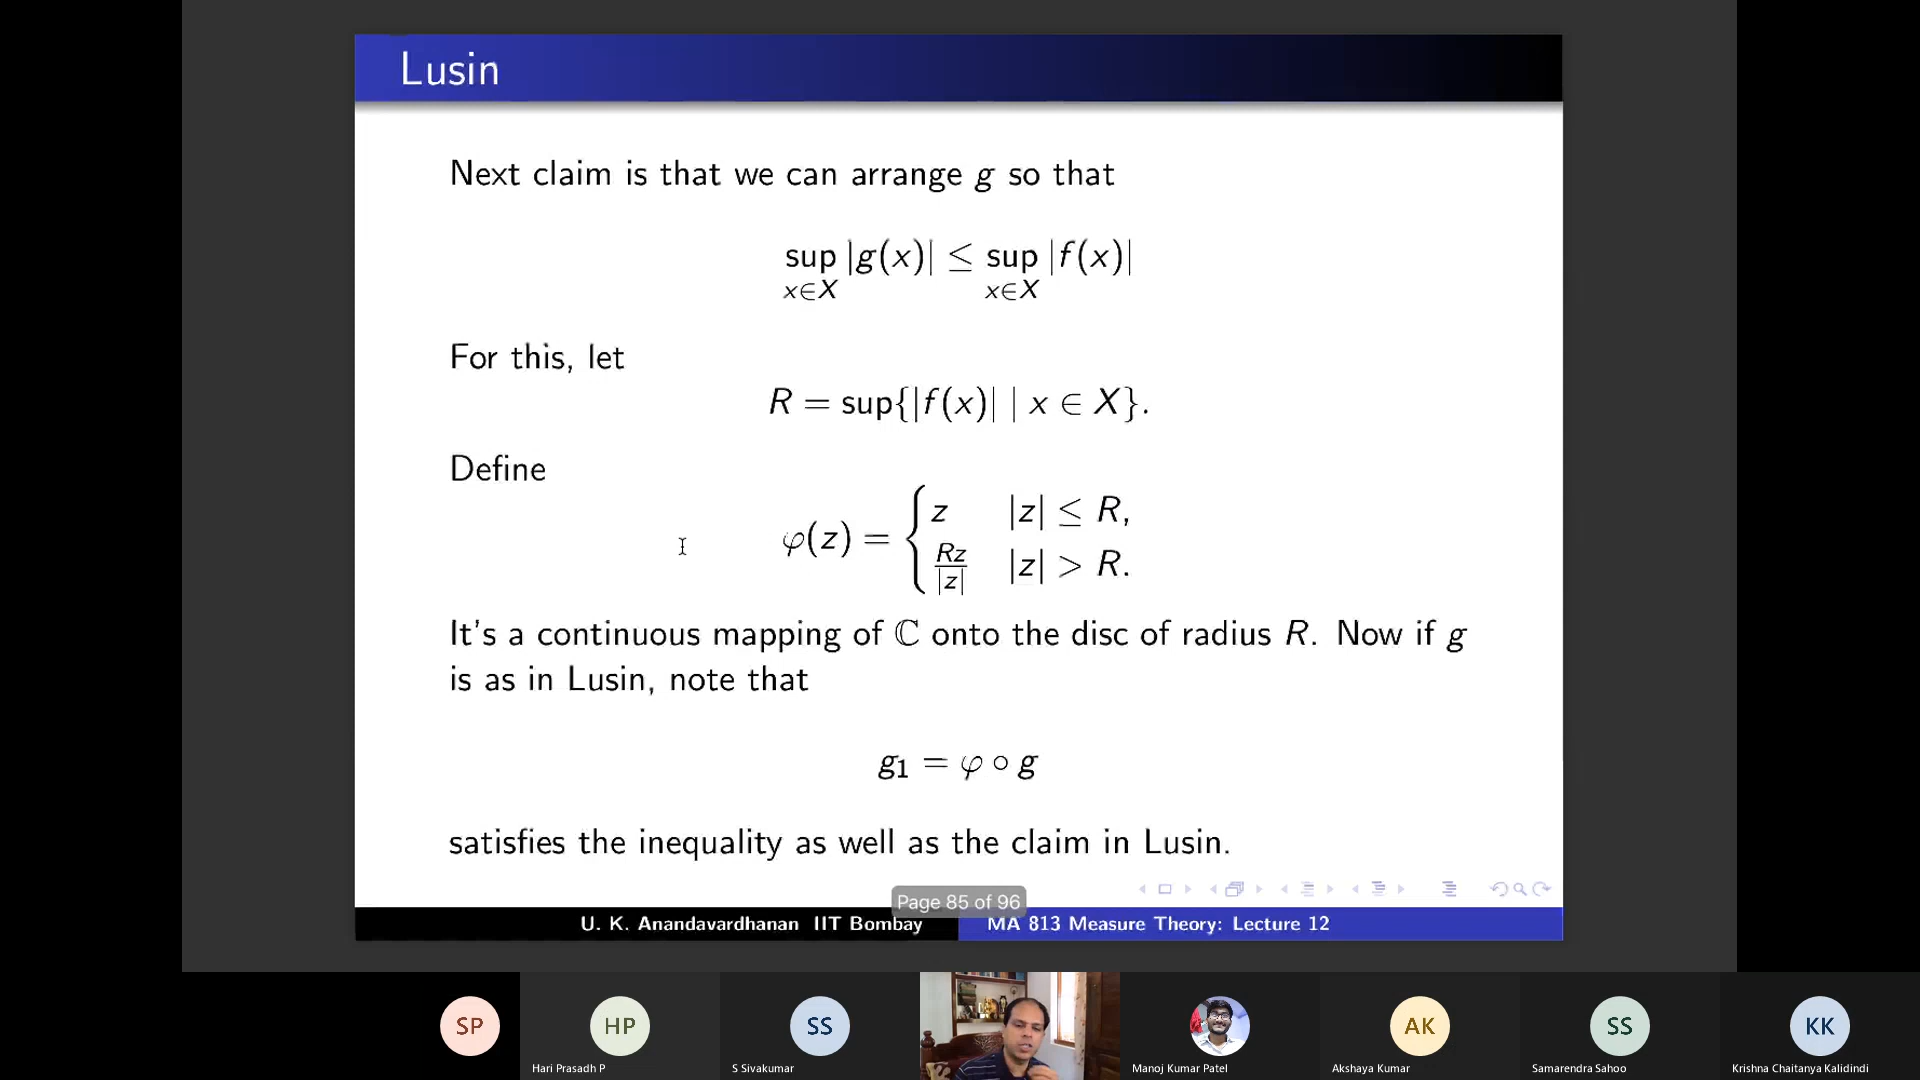 Lusin
Next claim is that we can arrange g so that
sup |g(x)| ≤ sup |f(x)|
x∈X x∈X
For this, let
R = sup{|f(x)| | x ∈ X}.
Define
φ(z) = { z |z| ≤ R,
Rz/|z| |z| > R.
It's a continuous mapping of ℂ onto the disc of radius R. Now if g
is as in Lusin, note that
g₁ = φ ∘ g
satisfies the inequality as well as the claim in Lusin.
Page 85 of 96
U. K. Anandavardhanan IIT Bombay MA 813 Measure Theory: Lecture 12
SP HP SS AK SS KK
Hari Prasadh P S Sivakumar Manoj Kumar Patel Akshaya Kumar Samarendra Sahoo Krishna Chaitanya Kalidindi